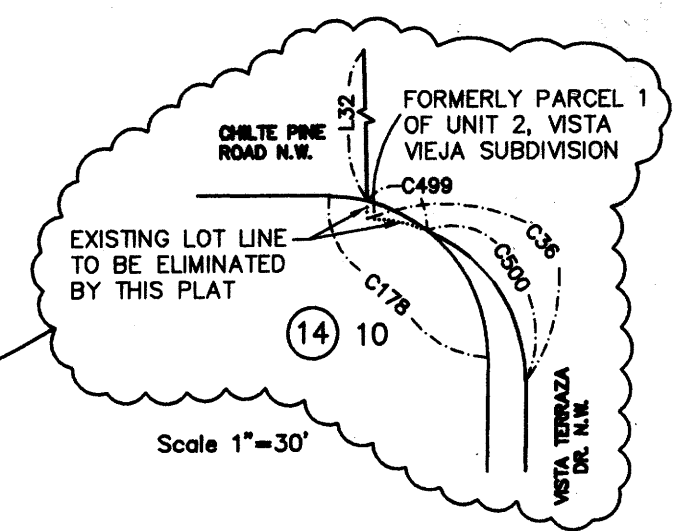 L32
FORMERLY PARCEL 1
OF UNIT 2, VISTA
VIEJA SUBDIVISION
CHILTE PINE
ROAD N.W.
C499
EXISTING LOT LINE
TO BE ELIMINATED
BY THIS PLAT
C36
C500
C178
14 10
VISTA TERRAZA
DR. N.W.
Scale 1"=30'